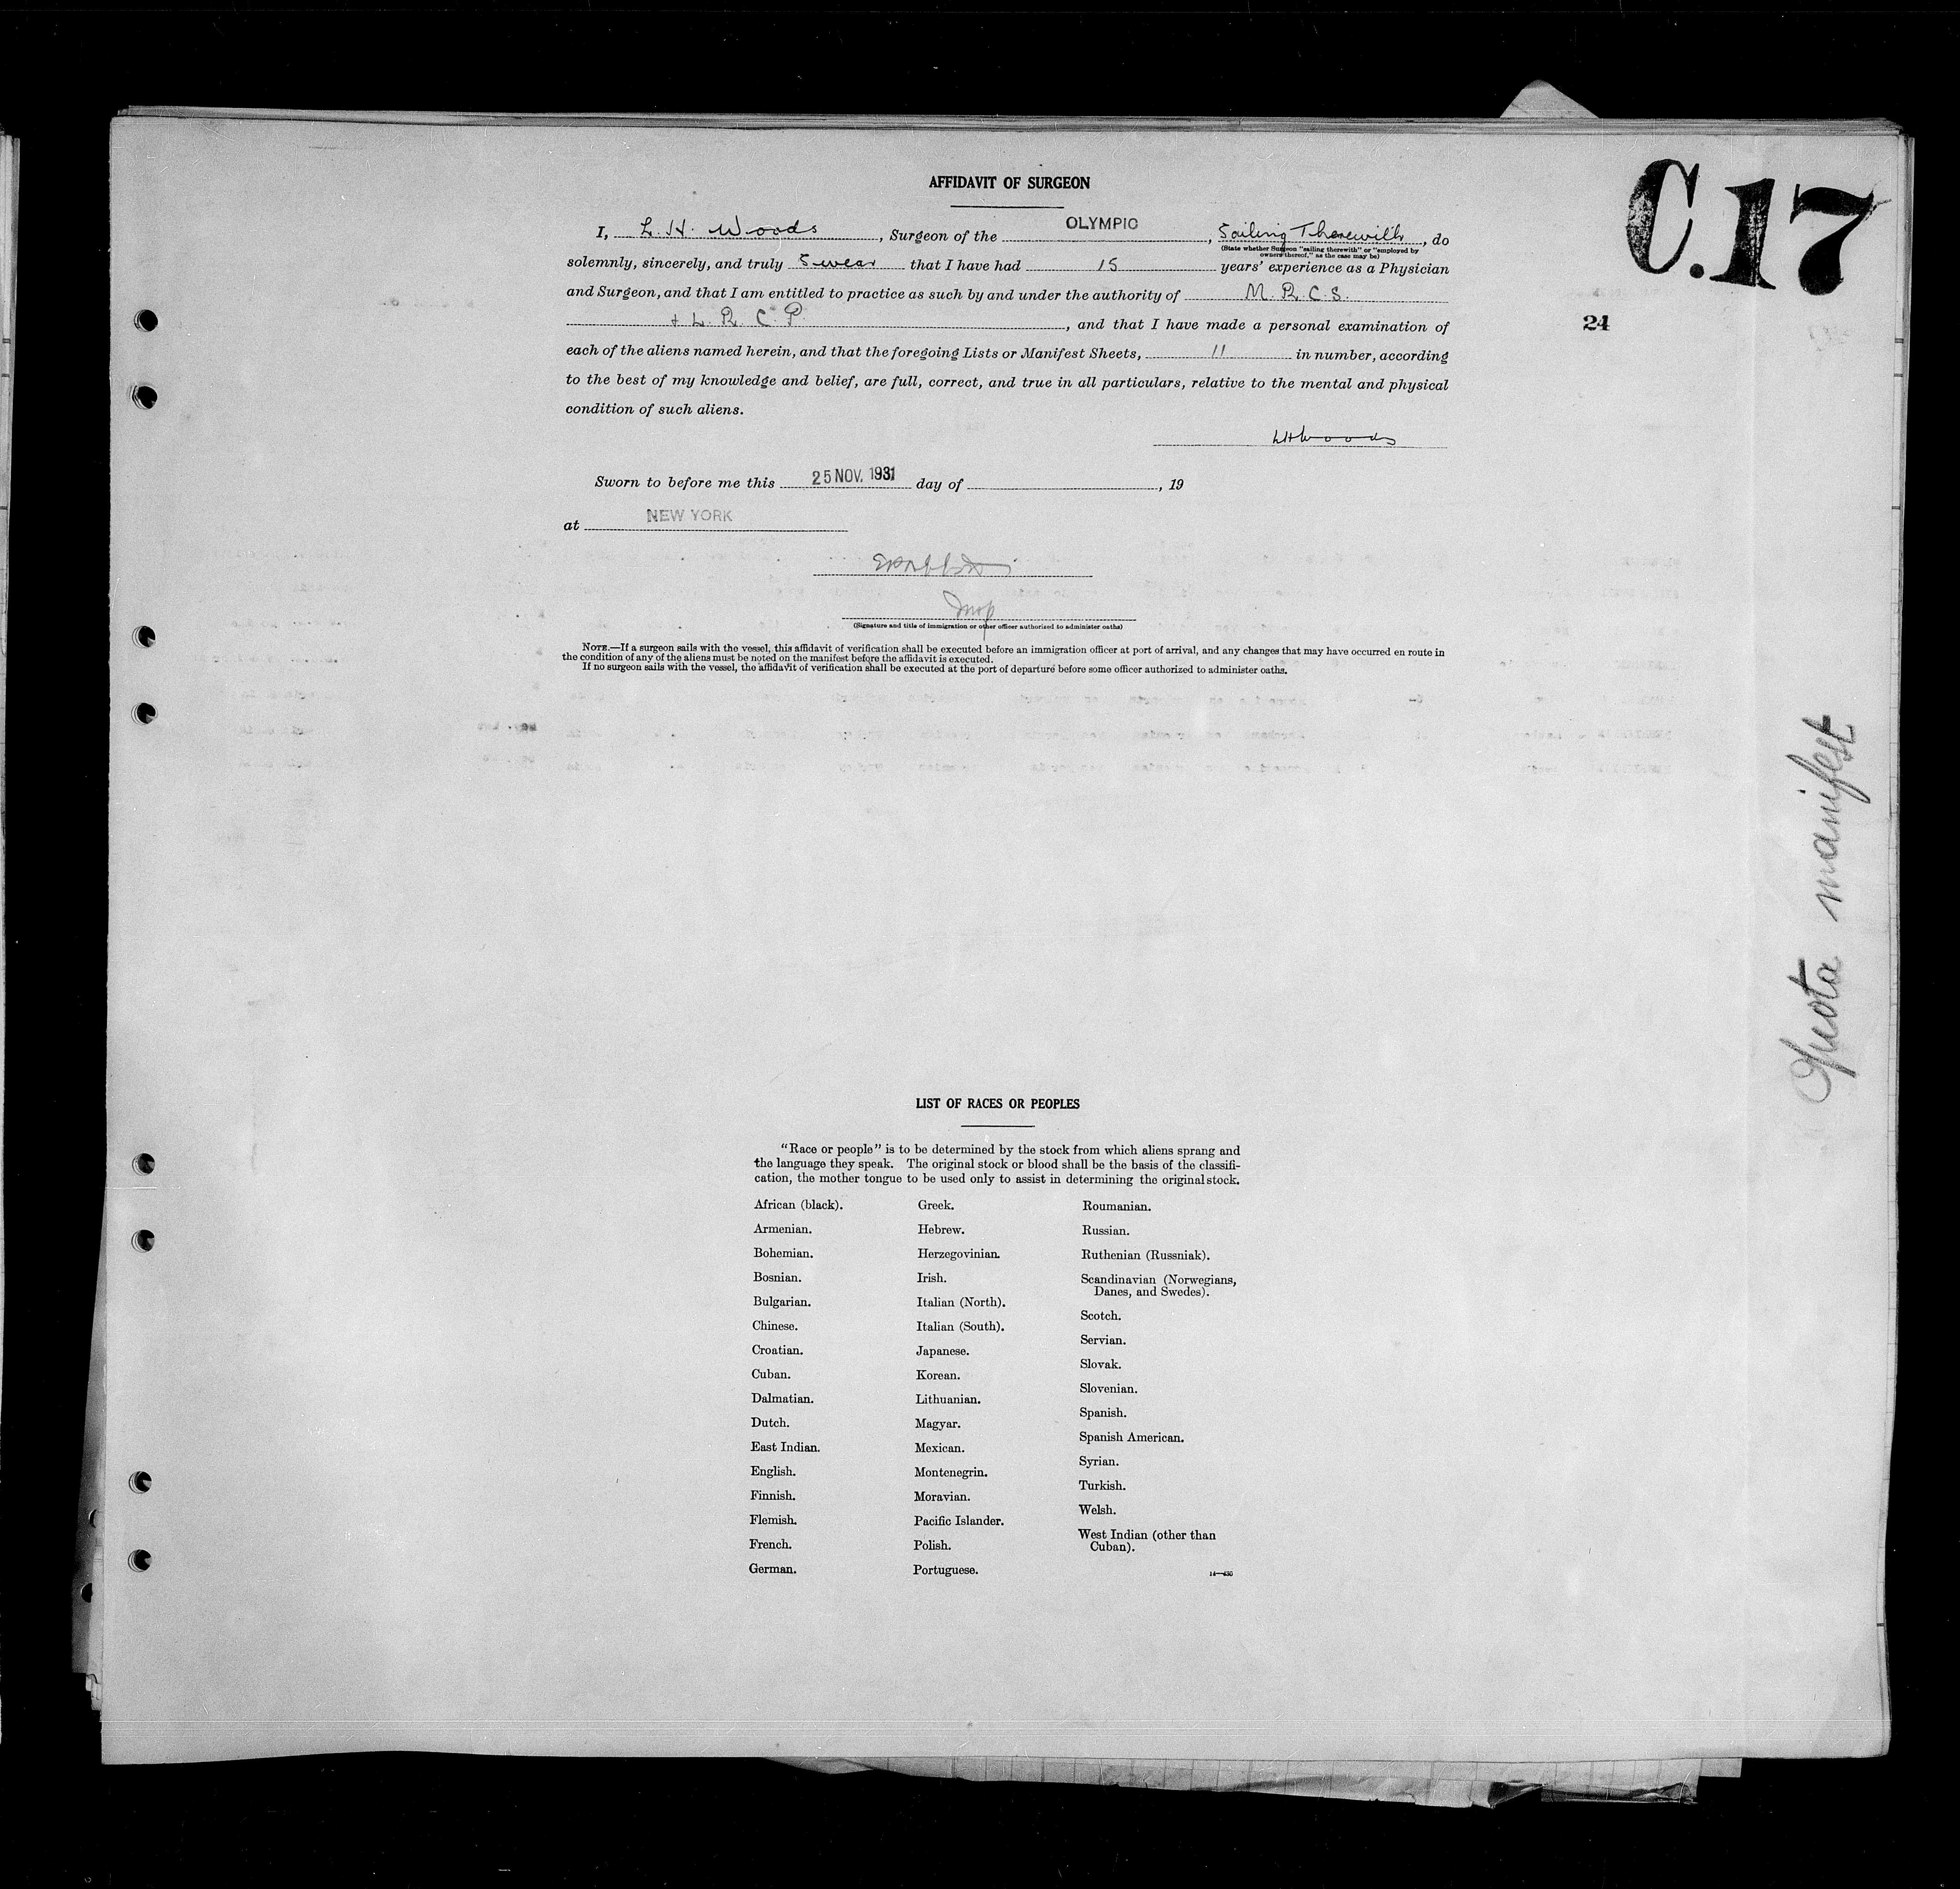 C.17
24
AFFIDAVIT OF SURGEON
I, L. H. Woods, Surgeon of the OLYMPIC, Sailing Therewith, do
(State whether Surgeon "sailing therewith" or "employed by
owners thereof," as the case may be)
solemnly, sincerely, and truly Swear that I have had 15 years' experience as a Physician
and Surgeon, and that I am entitled to practice as such by and under the authority of M. R. C. S.
+ L. R. C. P., and that I have made a personal examination of
each of the aliens named herein, and that the foregoing Lists or Manifest Sheets, 11 in number, according
to the best of my knowledge and belief, are full, correct, and true in all particulars, relative to the mental and physical
condition of such aliens.
LHWoods
Sworn to before me this 25 NOV. 1931 day of , 19
at NEW YORK
(Signature and title of immigration or other officer authorized to administer oaths)
NOTE.—If a surgeon sails with the vessel, this affidavit of verification shall be executed before an immigration officer at port of arrival, and any changes that may have occurred en route in
the condition of any of the aliens must be noted on the manifest before the affidavit is executed.
If no surgeon sails with the vessel, the affidavit of verification shall be executed at the port of departure before some officer authorized to administer oaths.
Quota manifest
LIST OF RACES OR PEOPLES
"Race or people" is to be determined by the stock from which aliens sprang and
the language they speak. The original stock or blood shall be the basis of the classifi-
cation, the mother tongue to be used only to assist in determining the original stock.
African (black).
Armenian.
Bohemian.
Bosnian.
Bulgarian.
Chinese.
Croatian.
Cuban.
Dalmatian.
Dutch.
East Indian.
English.
Finnish.
Flemish.
French.
German.
Greek.
Hebrew.
Herzegovinian.
Irish.
Italian (North).
Italian (South).
Japanese.
Korean.
Lithuanian.
Magyar.
Mexican.
Montenegrin.
Moravian.
Pacific Islander.
Polish.
Portuguese.
Roumanian.
Russian.
Ruthenian (Russniak).
Scandinavian (Norwegians,
Danes, and Swedes).
Scotch.
Servian.
Slovak.
Slovenian.
Spanish.
Spanish American.
Syrian.
Turkish.
Welsh.
West Indian (other than
Cuban).